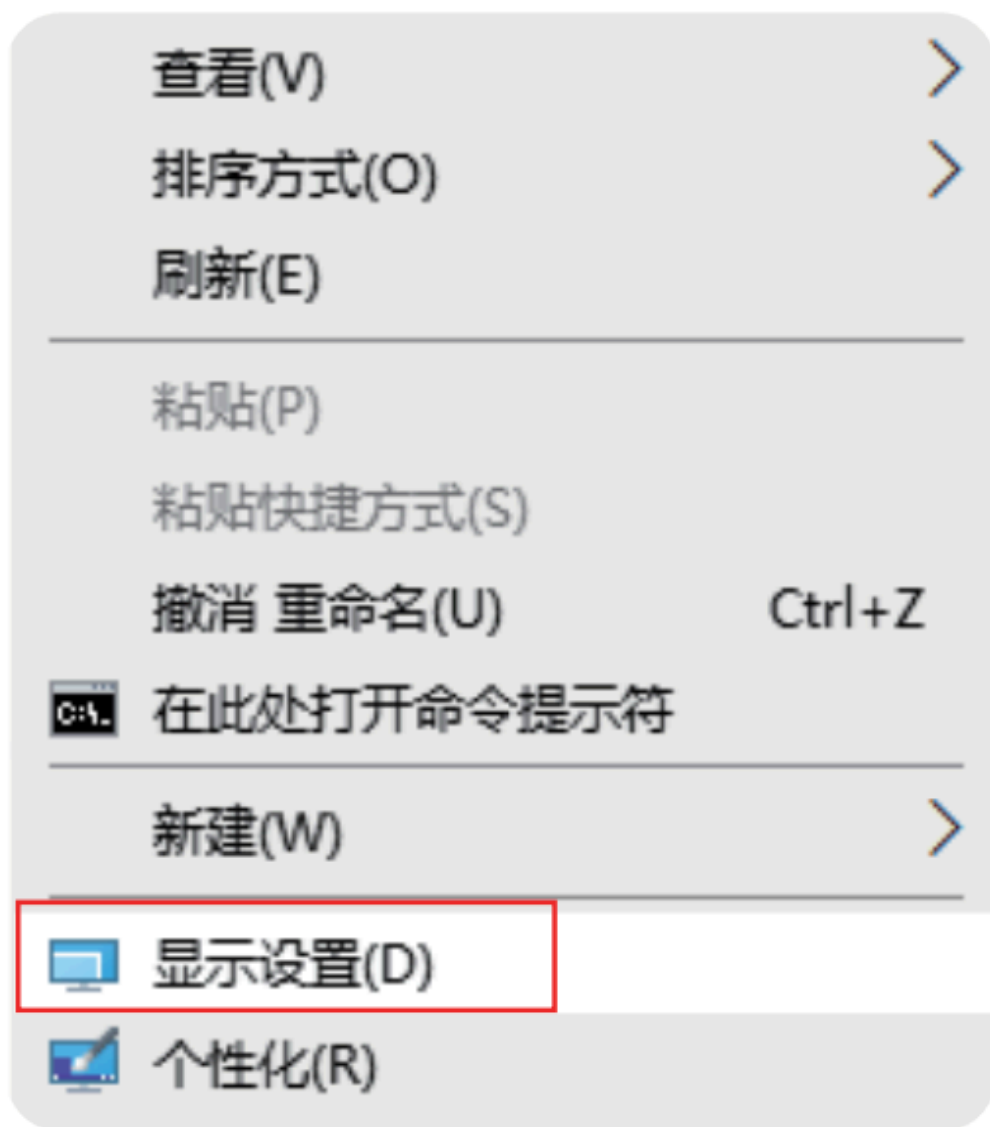 查看(V)
排序方式(O)
刷新(E)
粘贴(P)
粘贴快捷方式(S)
撤消 重命名(U) Ctrl+Z
C:\_
在此处打开命令提示符
新建(W)
显示设置(D)
个性化(R)